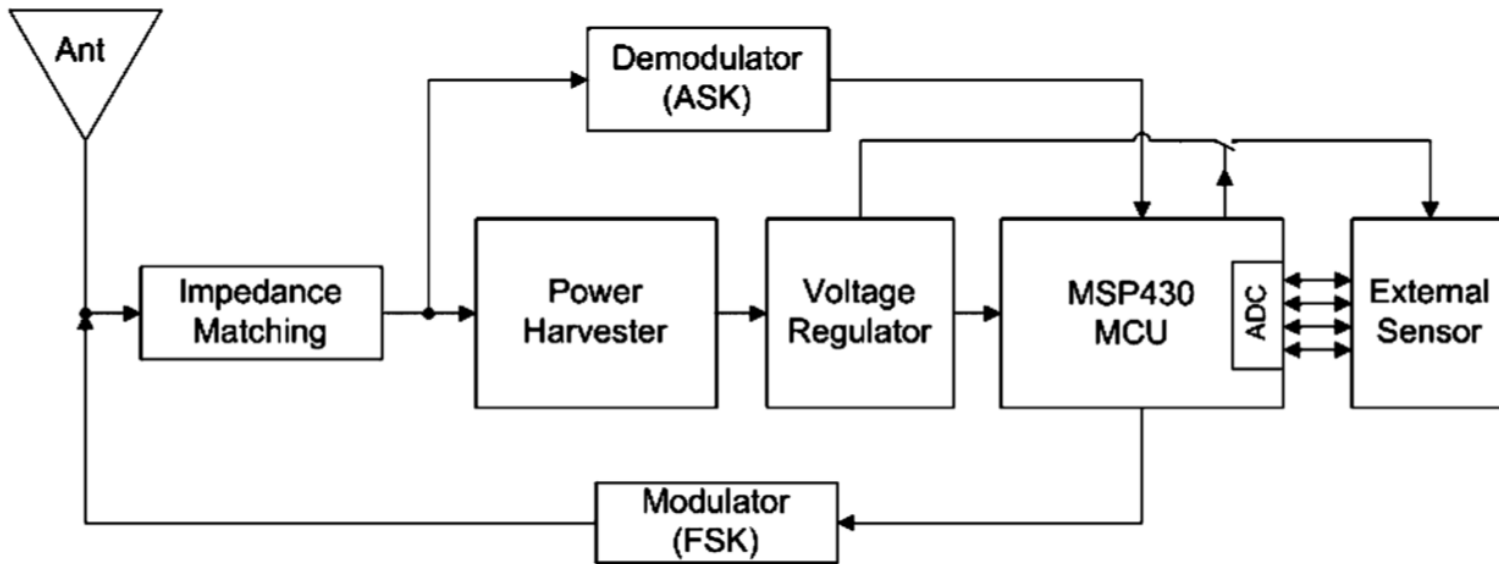 Ant
Demodulator
(ASK)
Impedance
Matching
Power
Harvester
Voltage
Regulator
MSP430
MCU
ADC
External
Sensor
Modulator
(FSK)